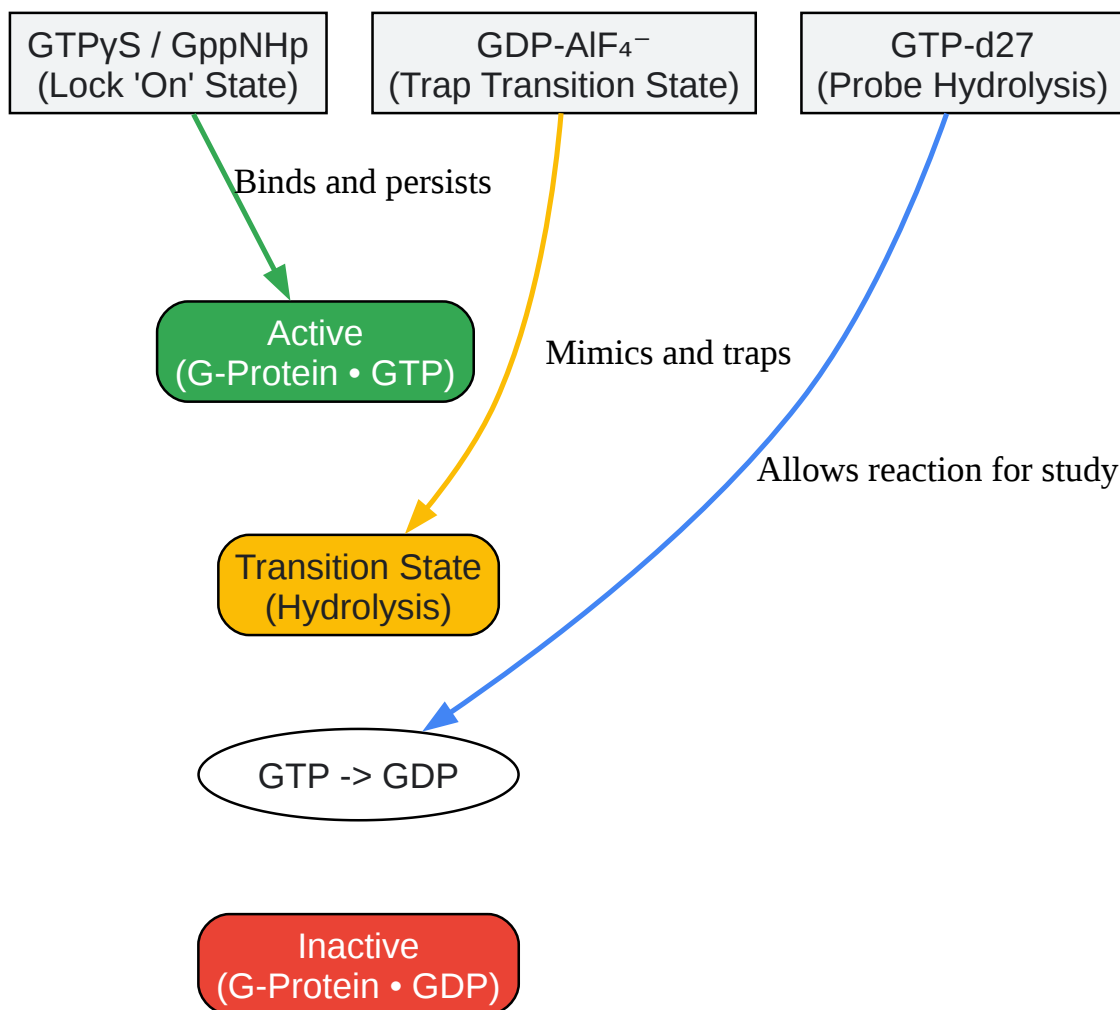 GTPγS / GppNHp
(Lock 'On' State)
GDP-AlF₄⁻
(Trap Transition State)
GTP-d27
(Probe Hydrolysis)
Binds and persists
Active
(G-Protein • GTP)
Mimics and traps
Allows reaction for study
Transition State
(Hydrolysis)
GTP -> GDP
Inactive
(G-Protein • GDP)